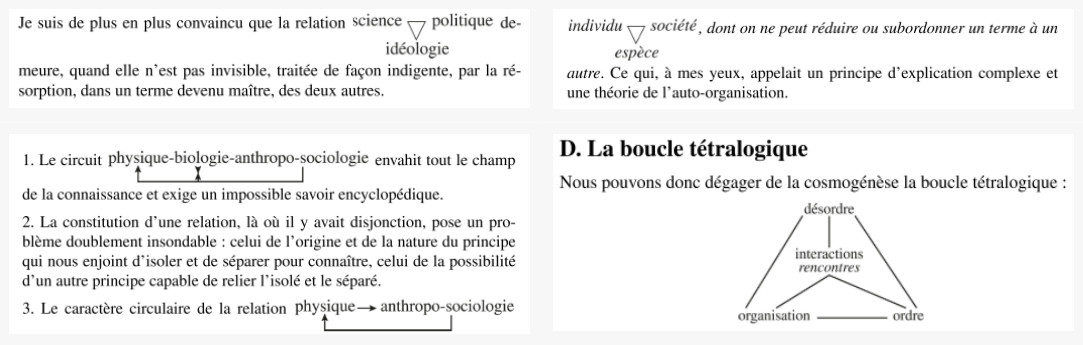 Je suis de plus en plus convaincu que la relation science politique de-
idéologie
meure, quand elle n'est pas invisible, traitée de façon indigente, par la ré-
sorption, dans un terme devenu maître, des deux autres.
individu société, dont on ne peut réduire ou subordonner un terme à un
espèce
autre. Ce qui, à mes yeux, appelait un principe d'explication complexe et
une théorie de l'auto-organisation.
1. Le circuit physique-biologie-anthropo-sociologie envahit tout le champ
de la connaissance et exige un impossible savoir encyclopédique.
2. La constitution d'une relation, là où il y avait disjonction, pose un pro-
blème doublement insondable : celui de l'origine et de la nature du principe
qui nous enjoint d'isoler et de séparer pour connaître, celui de la possibilité
d'un autre principe capable de relier l'isolé et le séparé.
3. Le caractère circulaire de la relation physique → anthropo-sociologie
D. La boucle tétralogique
Nous pouvons donc dégager de la cosmogénèse la boucle tétralogique :
désordre
interactions
rencontres
organisation ordre